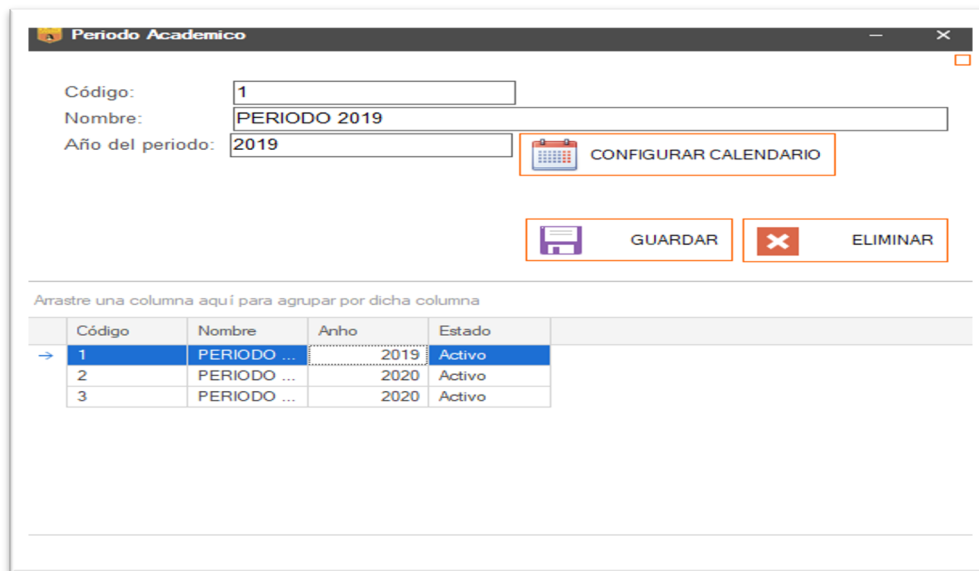 Periodo Academico
Código: 1
Nombre: PERIODO 2019
Año del periodo: 2019 CONFIGURAR CALENDARIO
GUARDAR ELIMINAR
Arrastre una columna aquí para agrupar por dicha columna
Código Nombre Anho Estado
1 PERIODO ... 2019 Activo
2 PERIODO ... 2020 Activo
3 PERIODO ... 2020 Activo